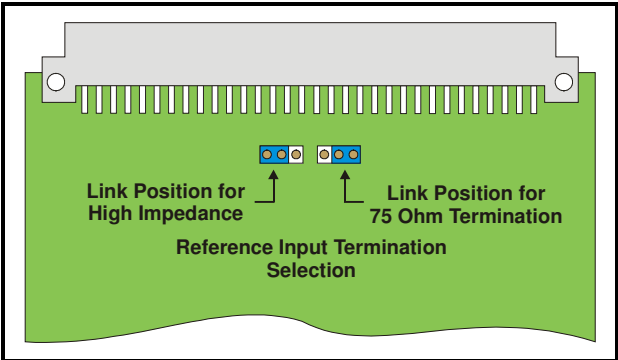 Link Position for
High Impedance
Link Position for
75 Ohm Termination
Reference Input Termination
Selection